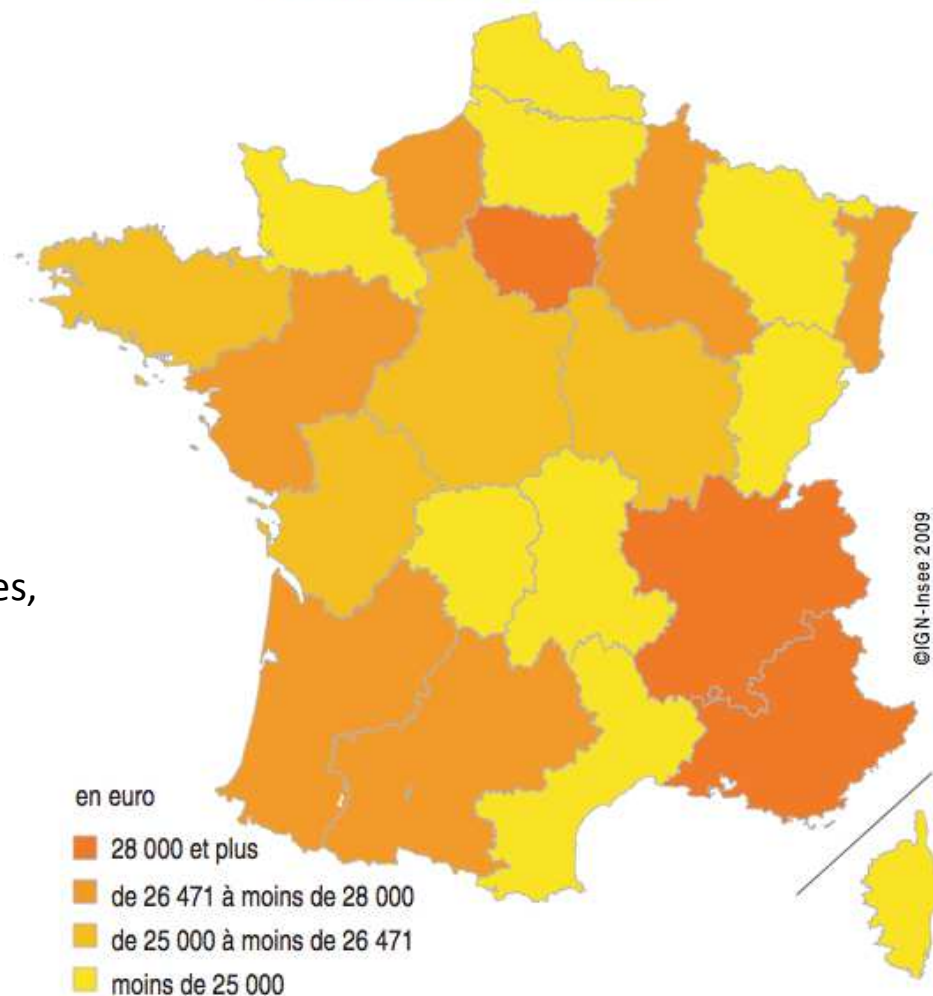 es,
©IGN-Insee 2009
en euro
28 000 et plus
de 26 471 à moins de 28 000
de 25 000 à moins de 26 471
moins de 25 000